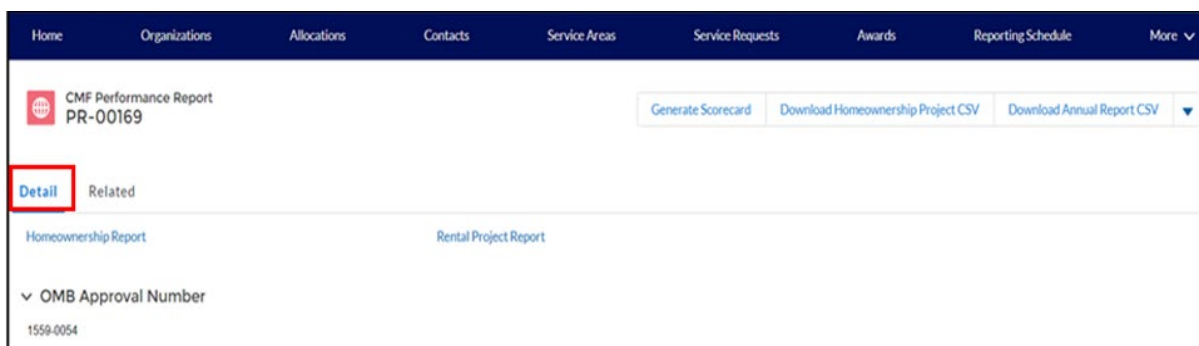 Home Organizations Allocations Contacts Service Areas Service Requests Awards Reporting Schedule More
CMF Performance Report
PR-00169
Generate Scorecard Download Homeownership Project CSV Download Annual Report CSV
Detail Related
Homeownership Report Rental Project Report
OMB Approval Number
1559-0054